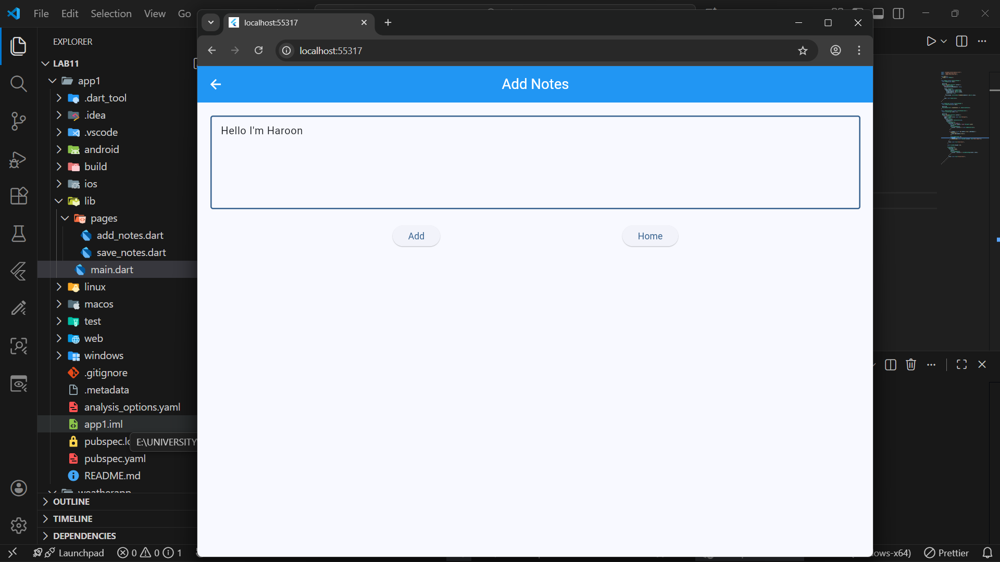 File Edit Selection View Go
EXPLORER
LAB11
app1
.dart_tool
.idea
.vscode
android
build
ios
lib
pages
add_notes.dart
save_notes.dart
main.dart
linux
macos
test
web
windows
.gitignore
.metadata
analysis_options.yaml
app1.iml
pubspec.lo
E:\UNIVERSITY
pubspec.yaml
README.md
weatherapp
OUTLINE
TIMELINE
DEPENDENCIES
Launchpad 0 0 1
localhost:55317
localhost:55317
Add Notes
Hello I'm Haroon
Add Home
ows-x64) Prettier